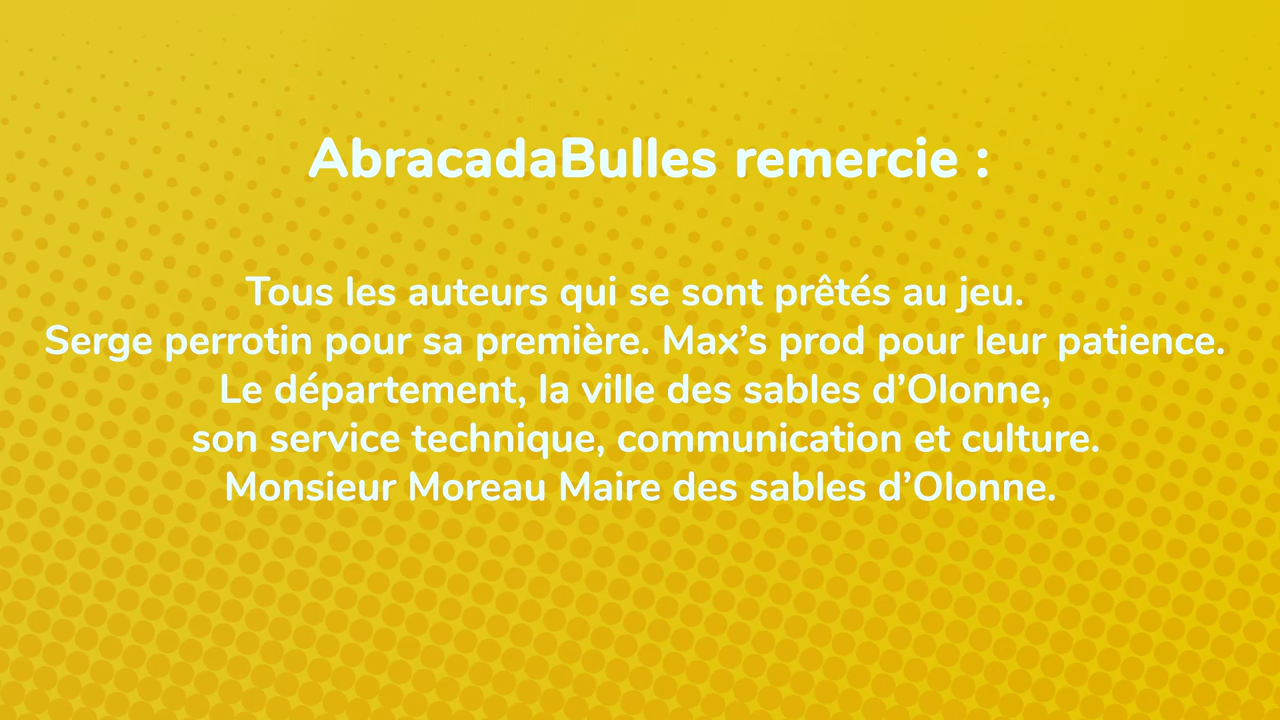 AbracadaBulles remercie :
Tous les auteurs qui se sont prêtés au jeu.
Serge perrotin pour sa première. Max’s prod pour leur patience.
Le département, la ville des sables d’Olonne,
son service technique, communication et culture.
Monsieur Moreau Maire des sables d’Olonne.